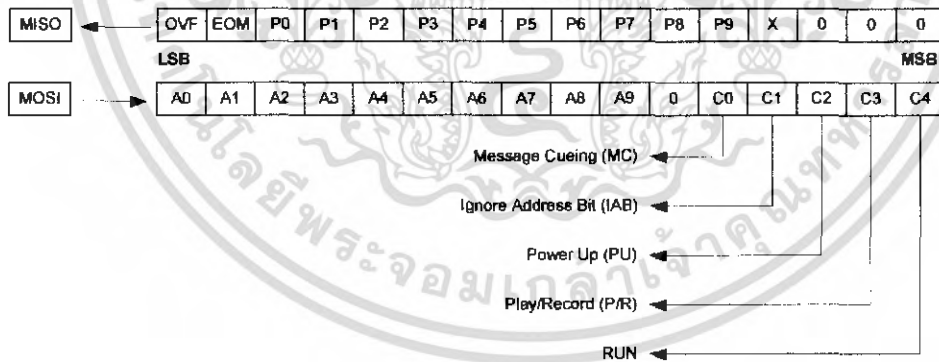 MISO OVF EOM P0 P1 P2 P3 P4 P5 P6 P7 P8 P9 X 0 0 0
LSB MSB
MOSI A0 A1 A2 A3 A4 A5 A6 A7 A8 A9 0 C0 C1 C2 C3 C4
Message Cueing (MC)
Ignore Address Bit (IAB)
Power Up (PU)
Play/Record (P/R)
RUN